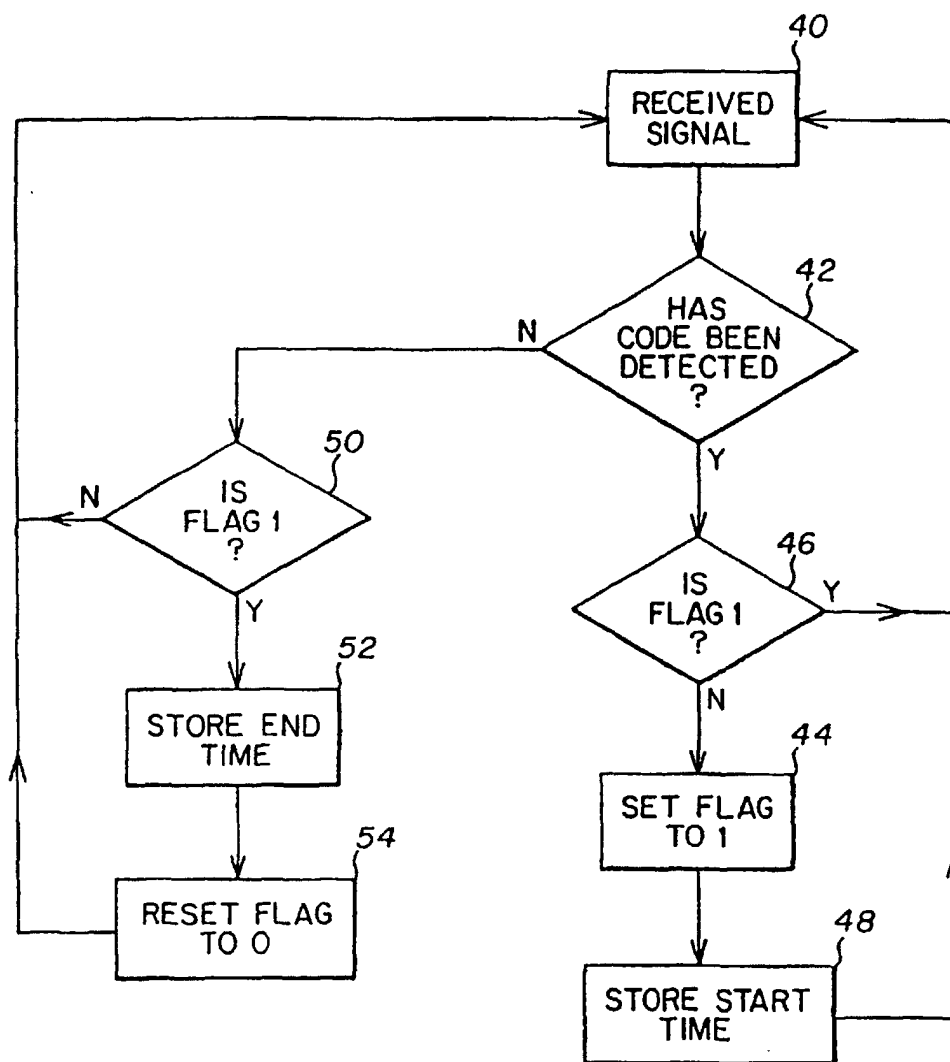 40
RECEIVED
SIGNAL
42
HAS
CODE BEEN
DETECTED
?
N
Y
50
IS
FLAG 1
?
N
Y
46
IS
FLAG 1
?
Y
N
52
STORE END
TIME
44
SET FLAG
TO 1
54
RESET FLAG
TO 0
48
STORE START
TIME